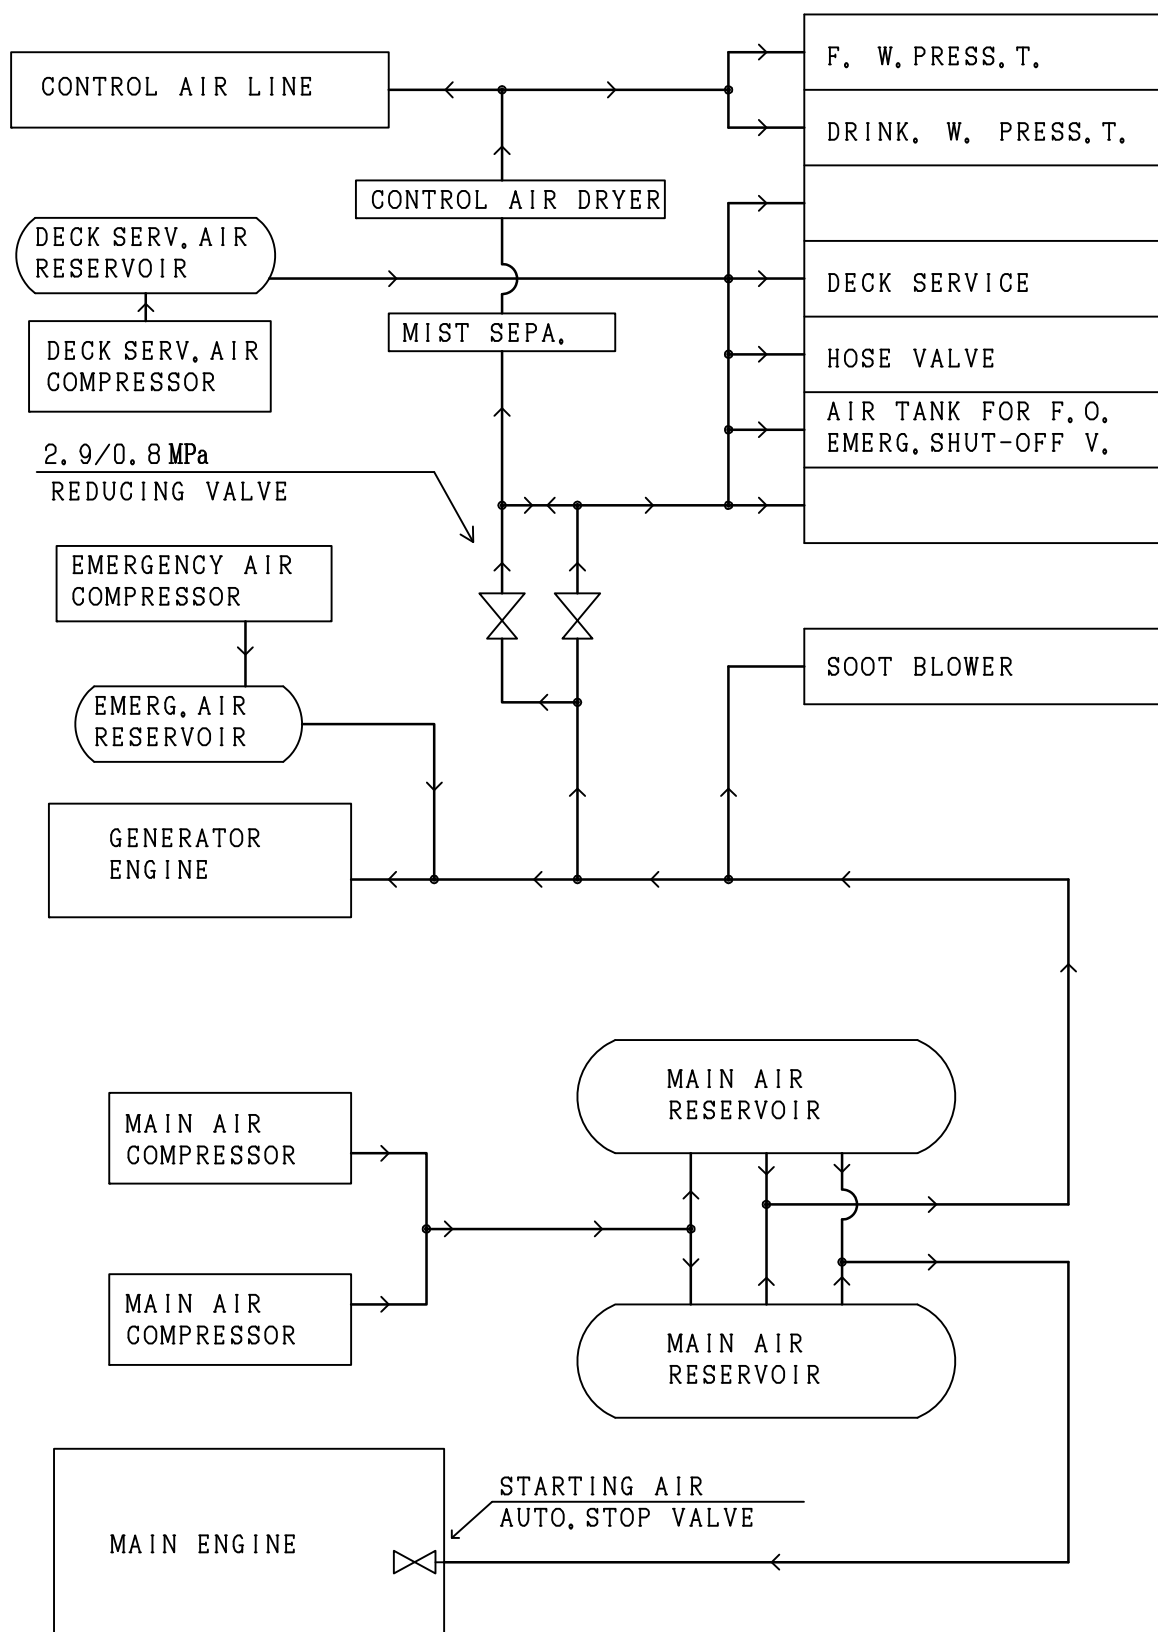 F. W. PRESS. T.
CONTROL AIR LINE
DRINK. W. PRESS. T.
CONTROL AIR DRYER
DECK SERV. AIR
RESERVOIR
DECK SERVICE
MIST SEPA.
DECK SERV. AIR
COMPRESSOR
HOSE VALVE
AIR TANK FOR F. O.
EMERG. SHUT-OFF V.
2. 9/0. 8 MPa
REDUCING VALVE
EMERGENCY AIR
COMPRESSOR
SOOT BLOWER
EMERG. AIR
RESERVOIR
GENERATOR
ENGINE
MAIN AIR
RESERVOIR
MAIN AIR
COMPRESSOR
MAIN AIR
COMPRESSOR
MAIN AIR
RESERVOIR
STARTING AIR
AUTO. STOP VALVE
MAIN ENGINE